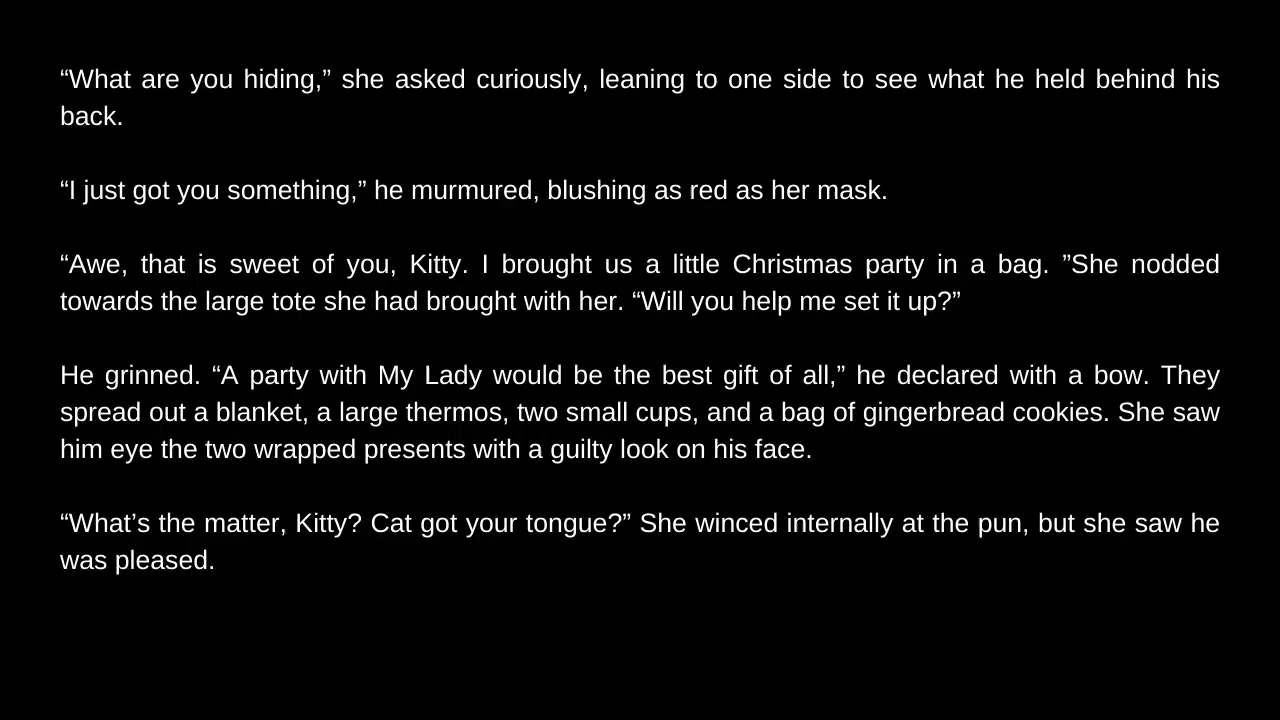 “What are you hiding,” she asked curiously, leaning to one side to see what he held behind his
back.
“I just got you something,” he murmured, blushing as red as her mask.
“Awe, that is sweet of you, Kitty. I brought us a little Christmas party in a bag. ”She nodded
towards the large tote she had brought with her. “Will you help me set it up?”
He grinned. “A party with My Lady would be the best gift of all,” he declared with a bow. They
spread out a blanket, a large thermos, two small cups, and a bag of gingerbread cookies. She saw
him eye the two wrapped presents with a guilty look on his face.
“What’s the matter, Kitty? Cat got your tongue?” She winced internally at the pun, but she saw he
was pleased.